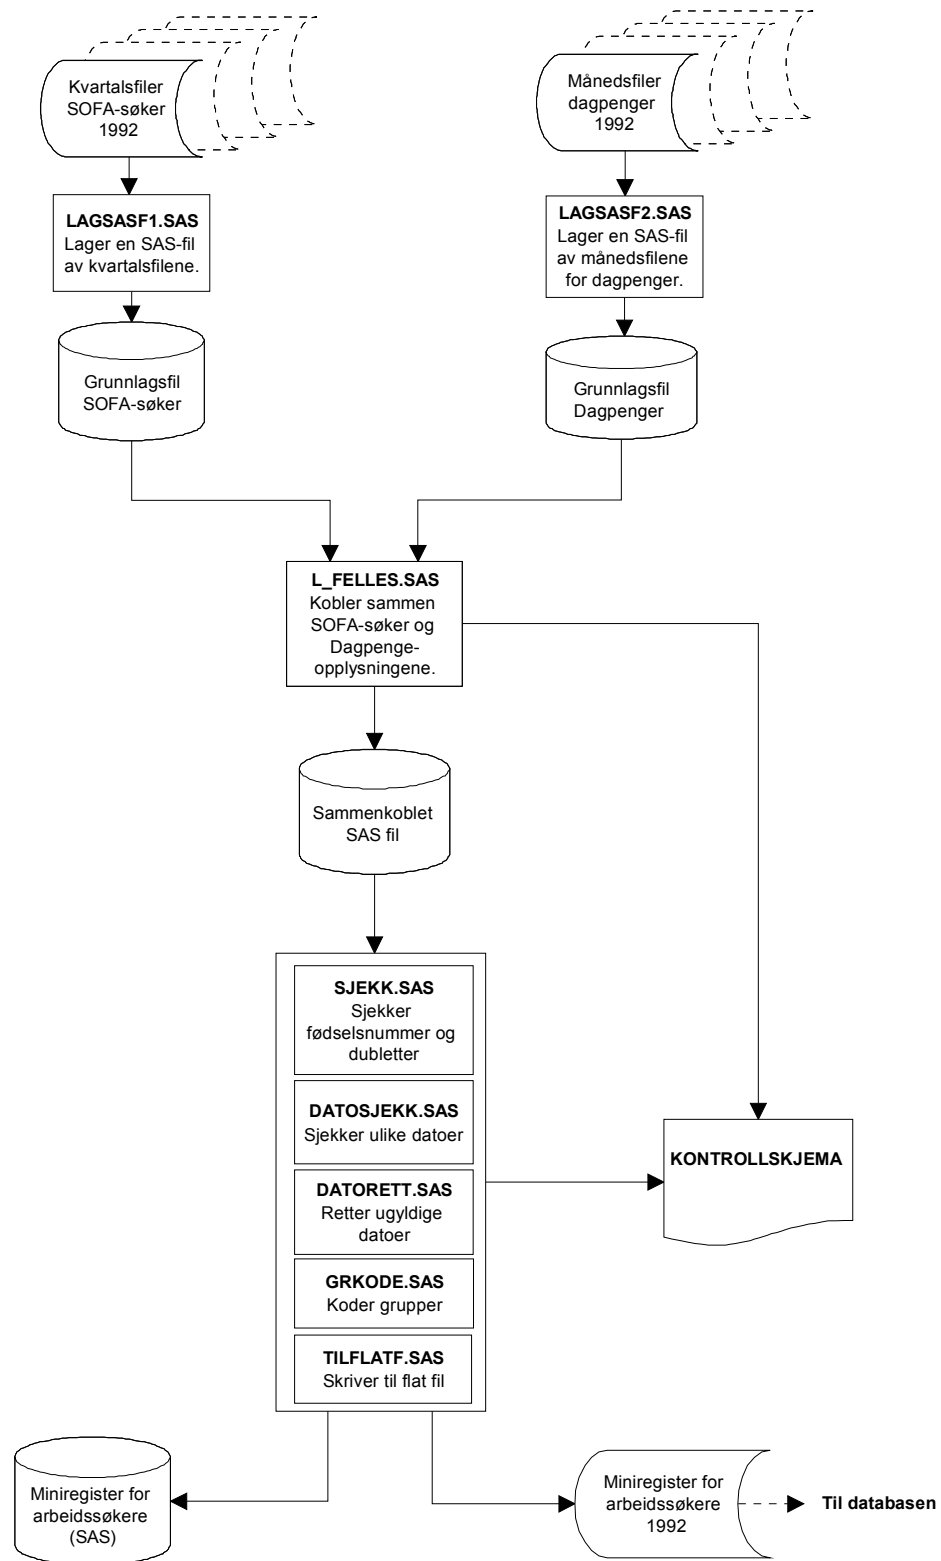 Kvartalsfiler
SOFA-søker
1992
Månedsfiler
dagpenger
1992
LAGSASF1.SAS
Lager en SAS-fil
av kvartalsfilene.
LAGSASF2.SAS
Lager en SAS-fil
av månedsfilene
for dagpenger.
Grunnlagsfil
SOFA-søker
Grunnlagsfil
Dagpenger
L_FELLES.SAS
Kobler sammen
SOFA-søker og
Dagpenge-
opplysningene.
Sammenkoblet
SAS fil
SJEKK.SAS
Sjekker
fødselsnummer og
dubletter
DATOSJEKK.SAS
Sjekker ulike datoer
DATORETT.SAS
Retter ugyldige
datoer
GRKODE.SAS
Koder grupper
TILFLATF.SAS
Skriver til flat fil
KONTROLLSKJEMA
Miniregister for
arbeidssøkere
(SAS)
Miniregister for
arbeidssøkere
1992
Til databasen